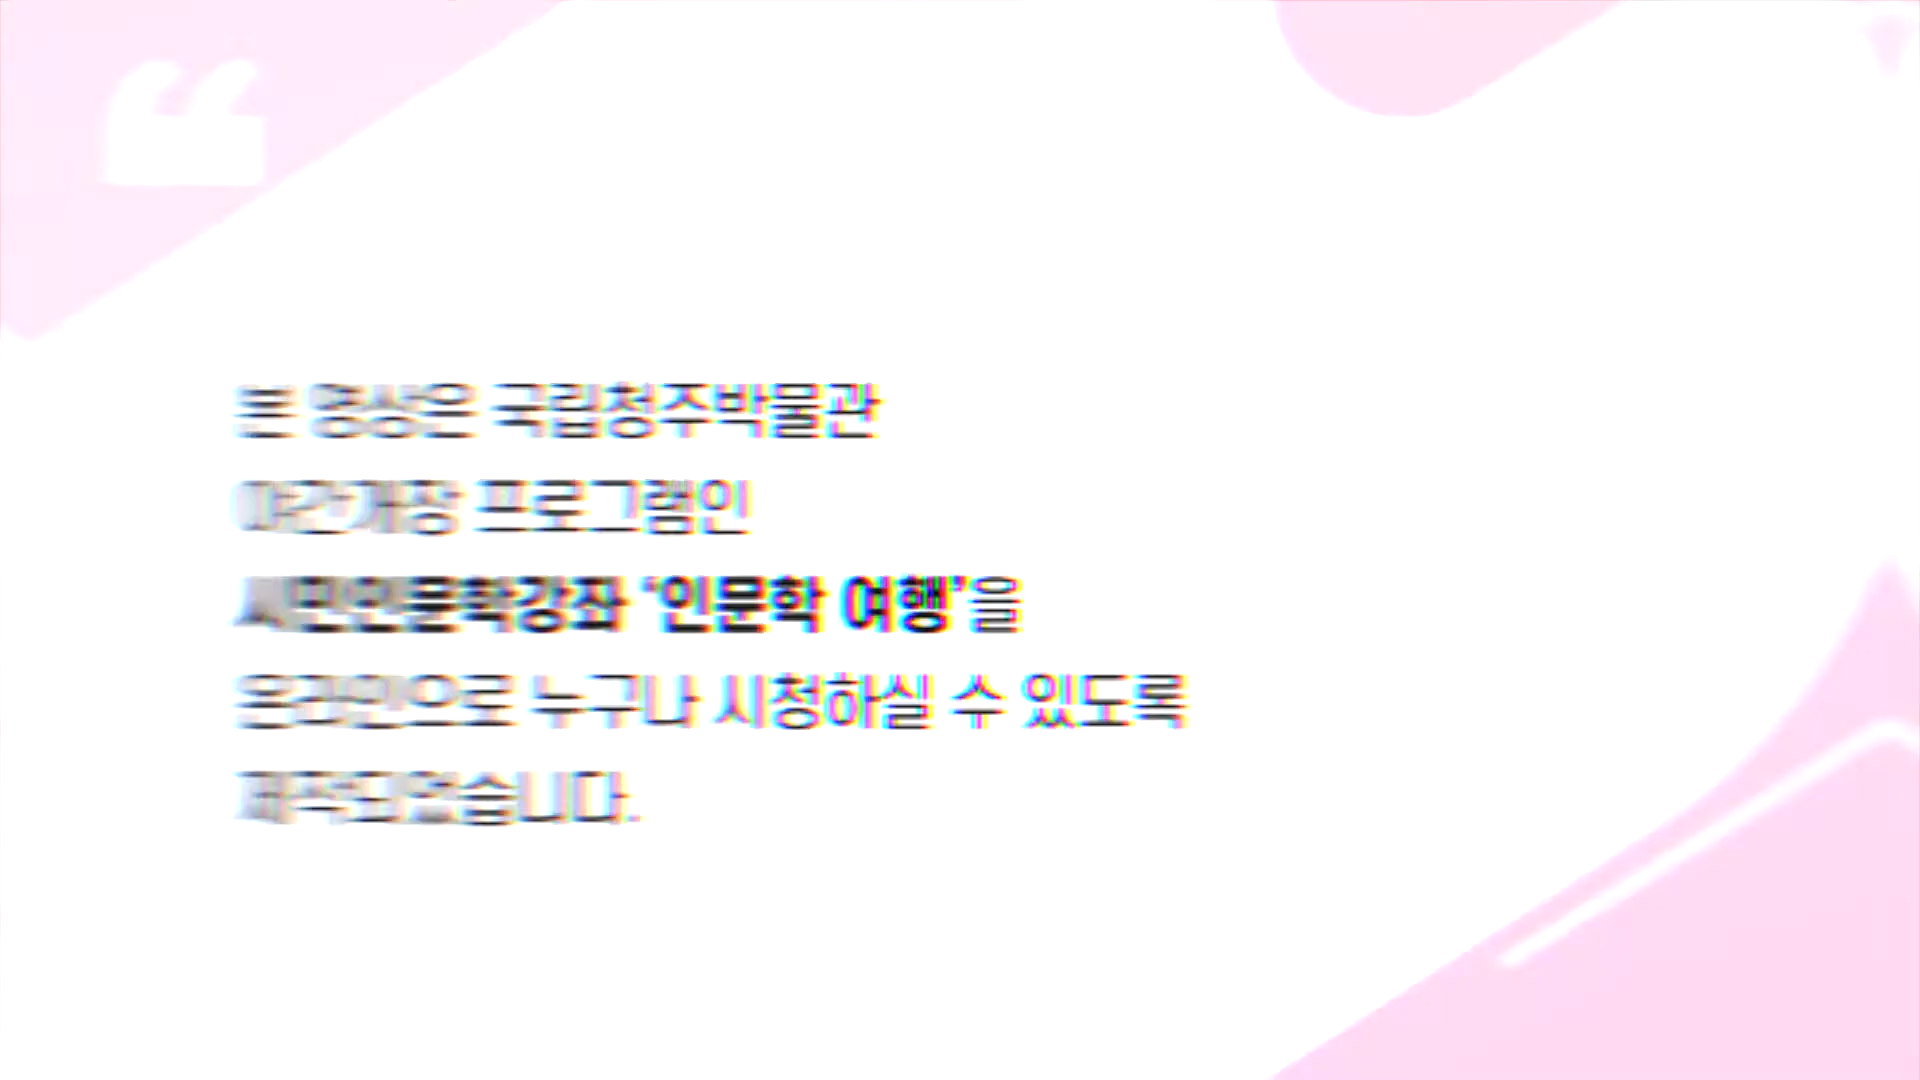 본 영상은 국립청주박물관
야간개장 프로그램인
시민인문학강좌 ‘인문학 여행’을
온라인으로 누구나 시청하실 수 있도록
제작되었습니다.